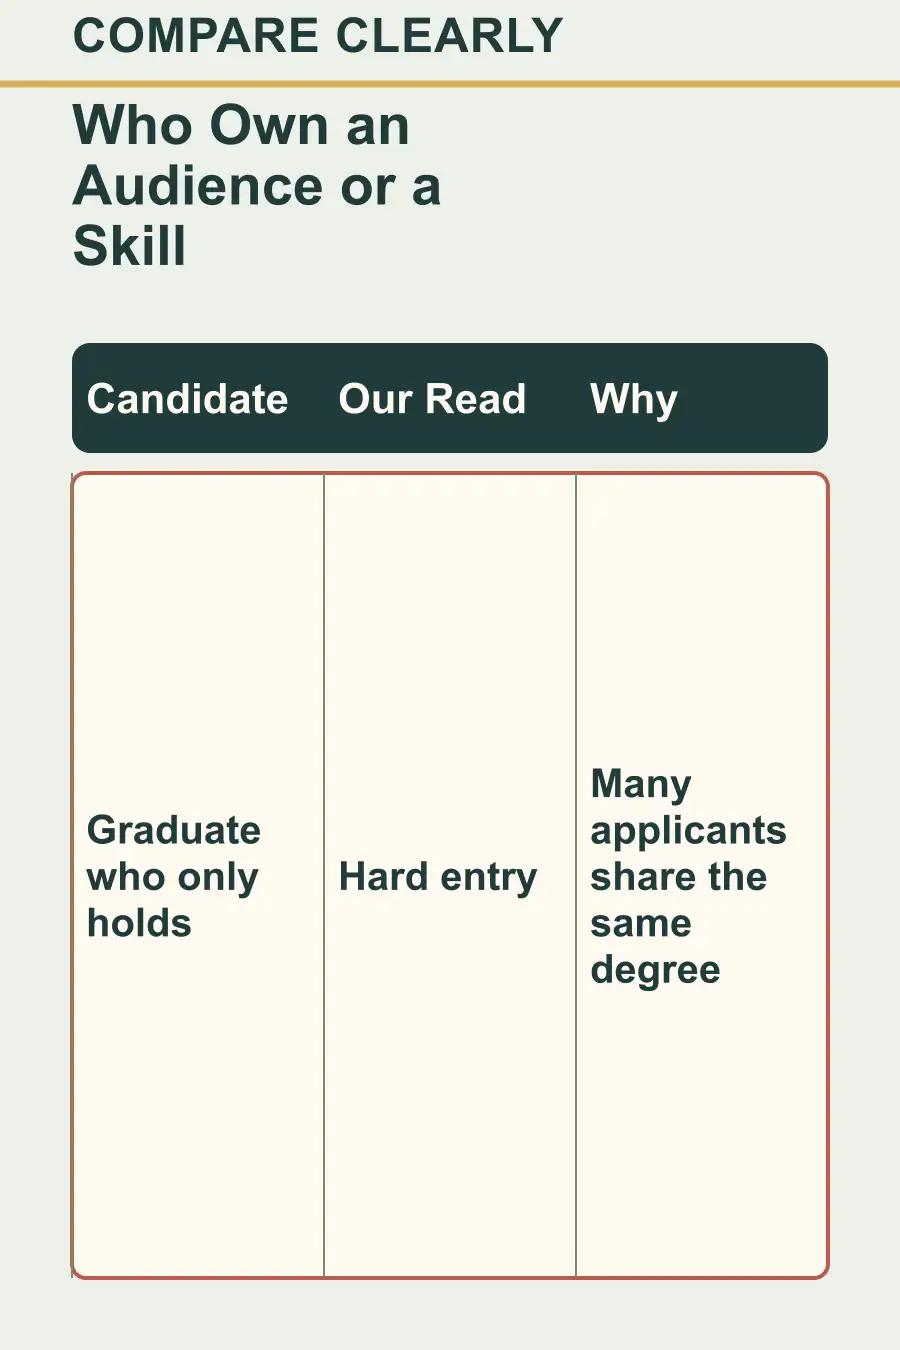 COMPARE CLEARLY
Who Own an
Audience or a
Skill
Candidate Our Read Why
Graduate
who only
holds
Hard entry
Many
applicants
share the
same
degree